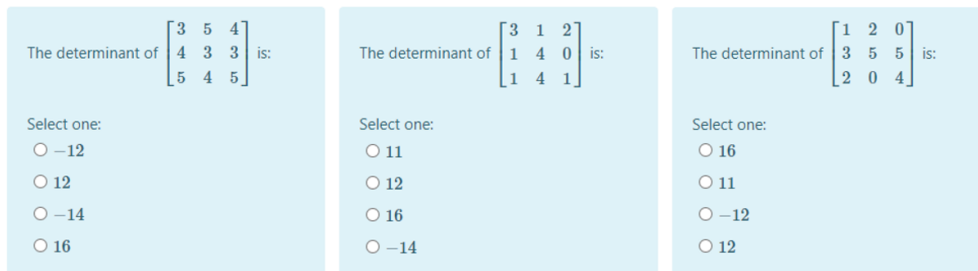 The determinant of [3 5 4; 4 3 3; 5 4 5] is:
Select one:
−12
12
−14
16
The determinant of [3 1 2; 1 4 0; 1 4 1] is:
Select one:
11
12
16
−14
The determinant of [1 2 0; 3 5 5; 2 0 4] is:
Select one:
16
11
−12
12